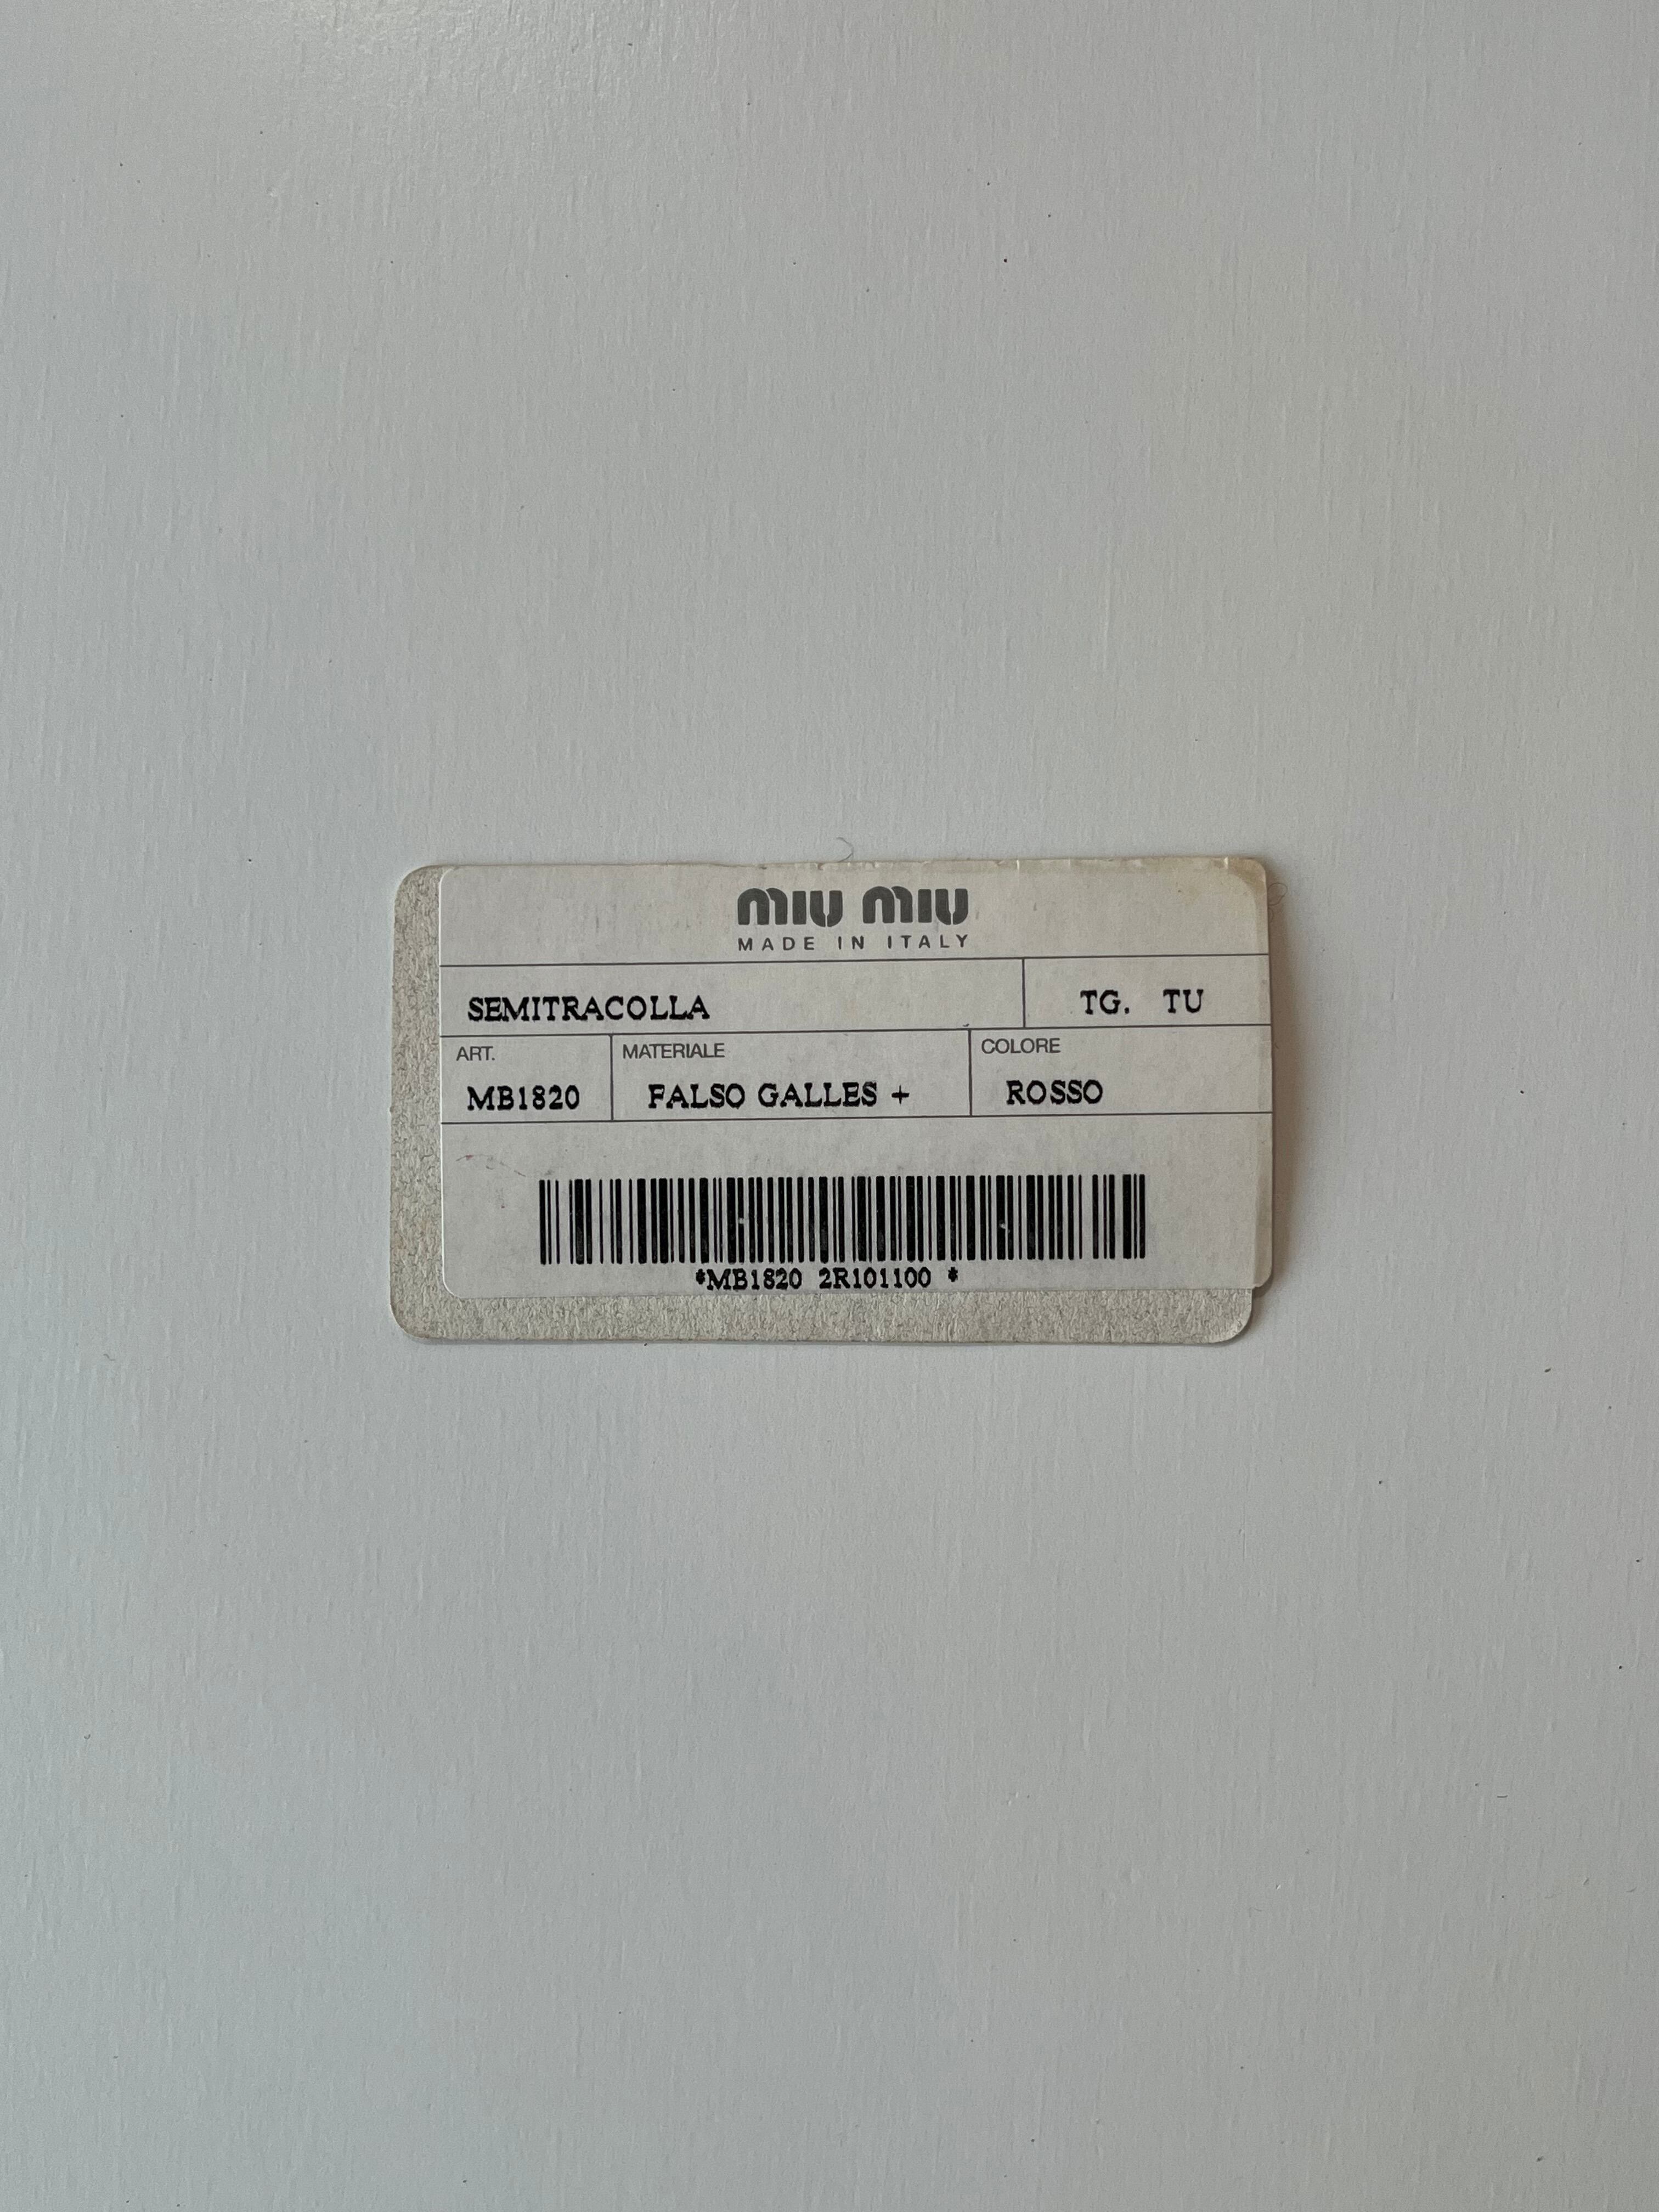 MIU MIU
MADE IN ITALY
SEMITRACOLLA TG. TU
ART. MATERIALE COLORE
MB1820 FALSO GALLES + ROSSO
*MB1820 2R101100 *